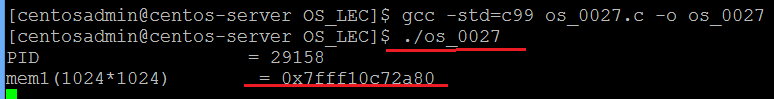 [centosadmin@centos-server OS_LEC]$ gcc -std=c99 os_0027.c -o os_0027
[centosadmin@centos-server OS_LEC]$ ./os_0027
PID = 29158
mem1(1024*1024) = 0x7fff10c72a80